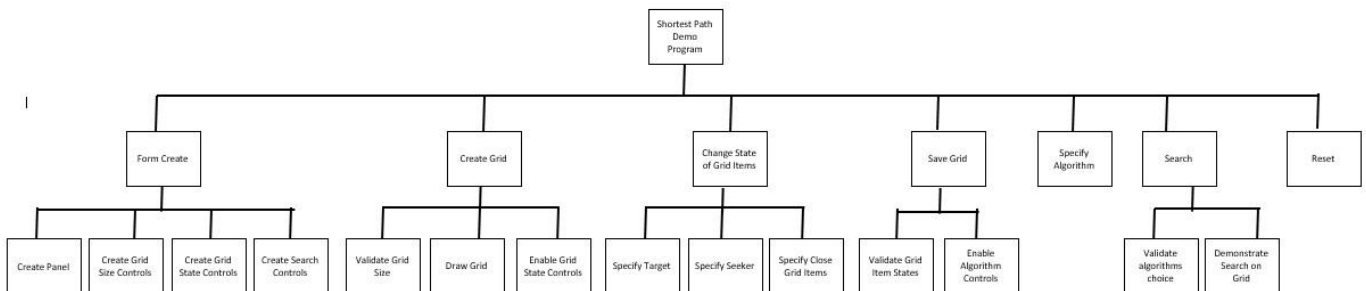 Shortest Path
Demo
Program
Form Create
Create Grid
Change State
of Grid Items
Save Grid
Specify
Algorithm
Search
Reset
Create Panel
Create Grid
Size Controls
Create Grid
State Controls
Create Search
Controls
Validate Grid
Size
Draw Grid
Enable Grid
State Controls
Specify Target
Specify Seeker
Specify Close
Grid Items
Validate Grid
Item States
Enable
Algorithm
Controls
Validate
algorithms
choice
Demonstrate
Search on
Grid